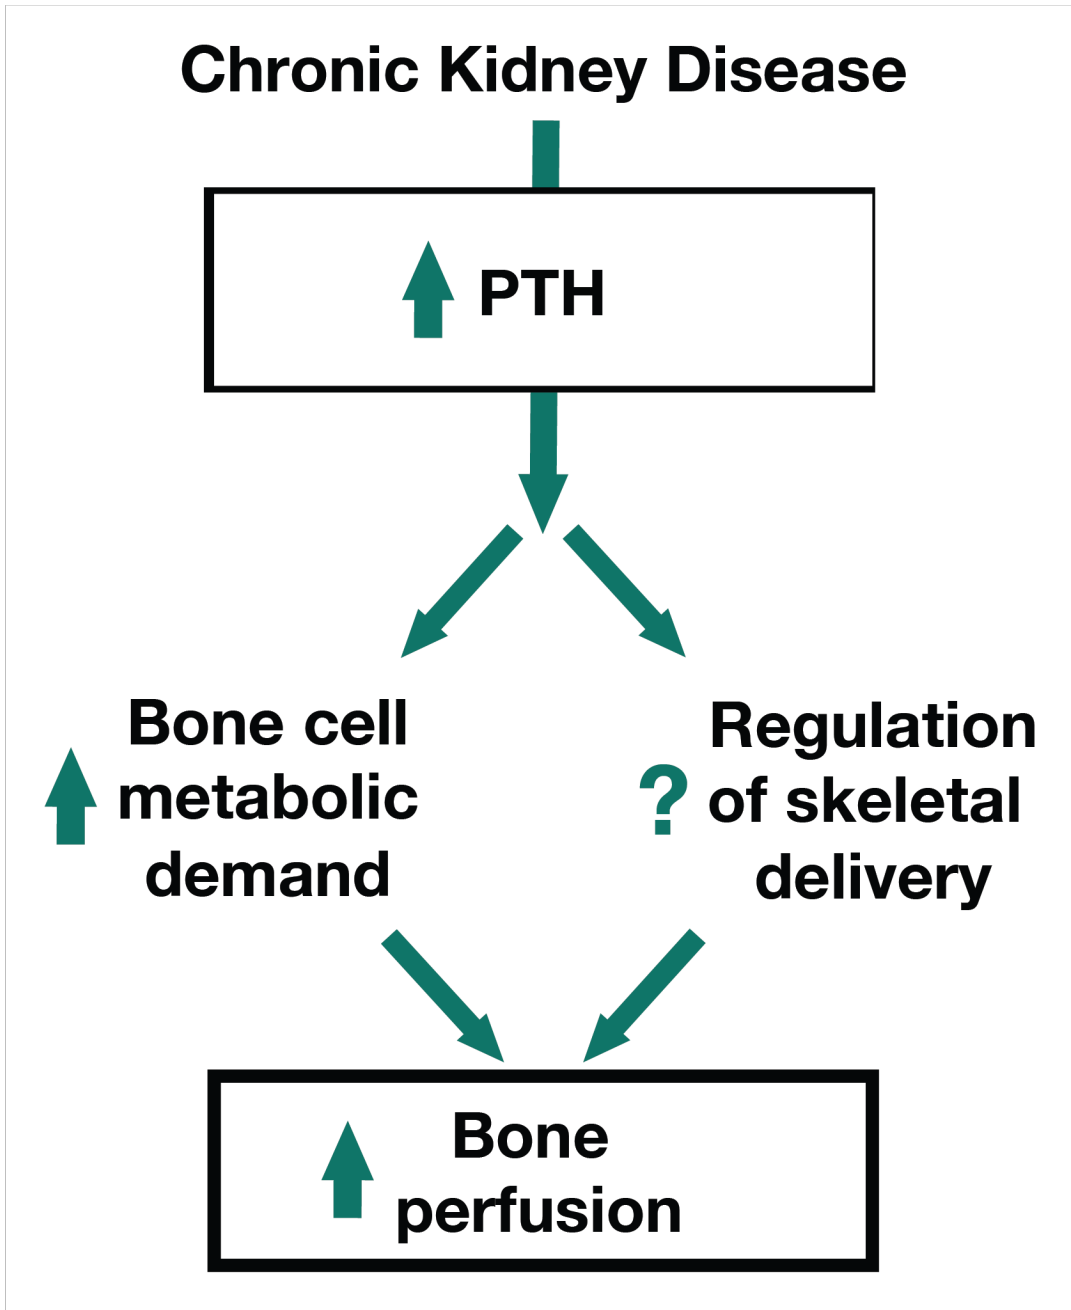 Chronic Kidney Disease
PTH
Bone cell
metabolic
demand
?
Regulation
of skeletal
delivery
Bone
perfusion